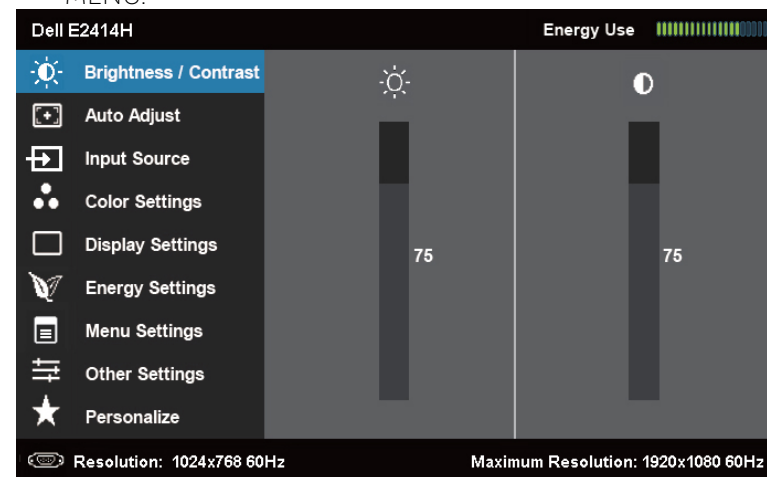 MENU.
Dell E2414H Energy Use
Brightness / Contrast
Auto Adjust
Input Source
Color Settings
Display Settings
75 75
Energy Settings
Menu Settings
Other Settings
Personalize
Resolution: 1024x768 60Hz Maximum Resolution: 1920x1080 60Hz